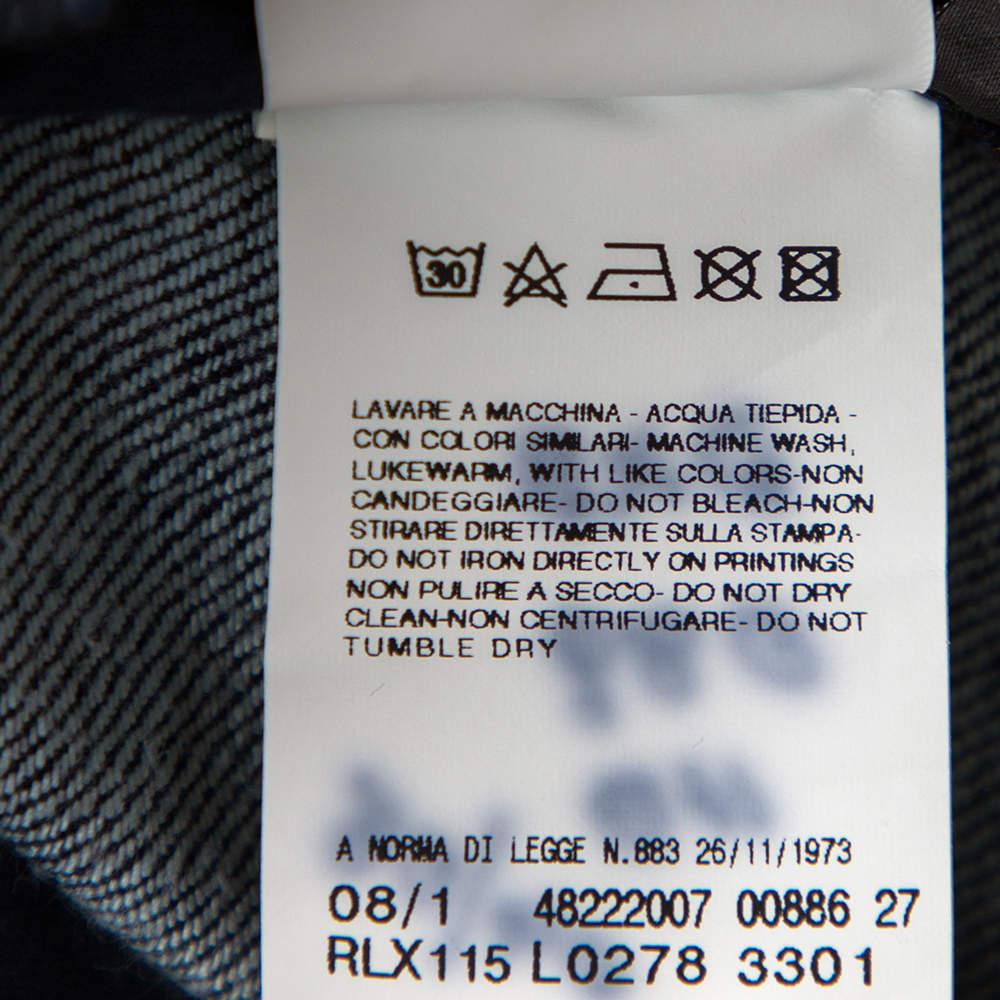 30
LAVARE A MACCHINA - ACQUA TIEPIDA -
CON COLORI SIMILARI- MACHINE WASH,
LUKEWARM, WITH LIKE COLORS-NON
CANDEGGIARE- DO NOT BLEACH-NON
STIRARE DIRETTAMENTE SULLA STAMPA-
DO NOT IRON DIRECTLY ON PRINTINGS
NON PULIRE A SECCO- DO NOT DRY
CLEAN-NON CENTRIFUGARE- DO NOT
TUMBLE DRY
A NORMA DI LEGGE N.883 26/11/1973
08/1 48222007 00886 27
RLX115 L0278 3301